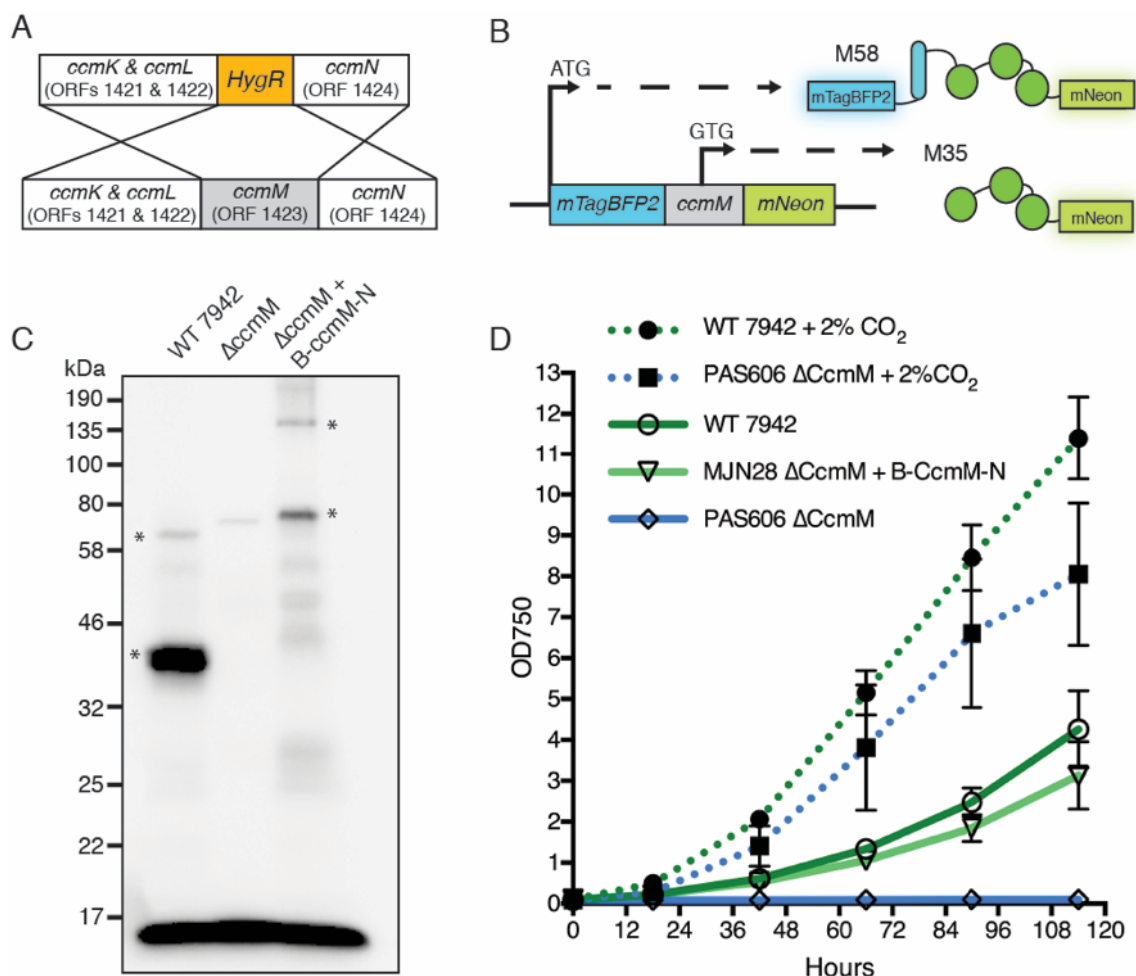 A
ccmK & ccmL
(ORFs 1421 & 1422)
HygR
ccmN
(ORF 1424)
ccmK & ccmL
(ORFs 1421 & 1422)
ccmM
(ORF 1423)
ccmN
(ORF 1424)
B
ATG
M58
mTagBFP2
mNeon
GTG
M35
mTagBFP2
ccmM
mNeon
mNeon
C
WT 7942
ΔccmM
ΔccmM +
B-ccmM-N
kDa
190
135
*
100
80
*
*
58
46
*
32
25
22
17
D
WT 7942 + 2% CO₂
PAS606 ΔCcmM + 2%CO₂
WT 7942
MJN28 ΔCcmM + B-CcmM-N
PAS606 ΔCcmM
OD750
13
12
11
10
9
8
7
6
5
4
3
2
1
0
0 12 24 36 48 60 72 84 96 108 120
Hours